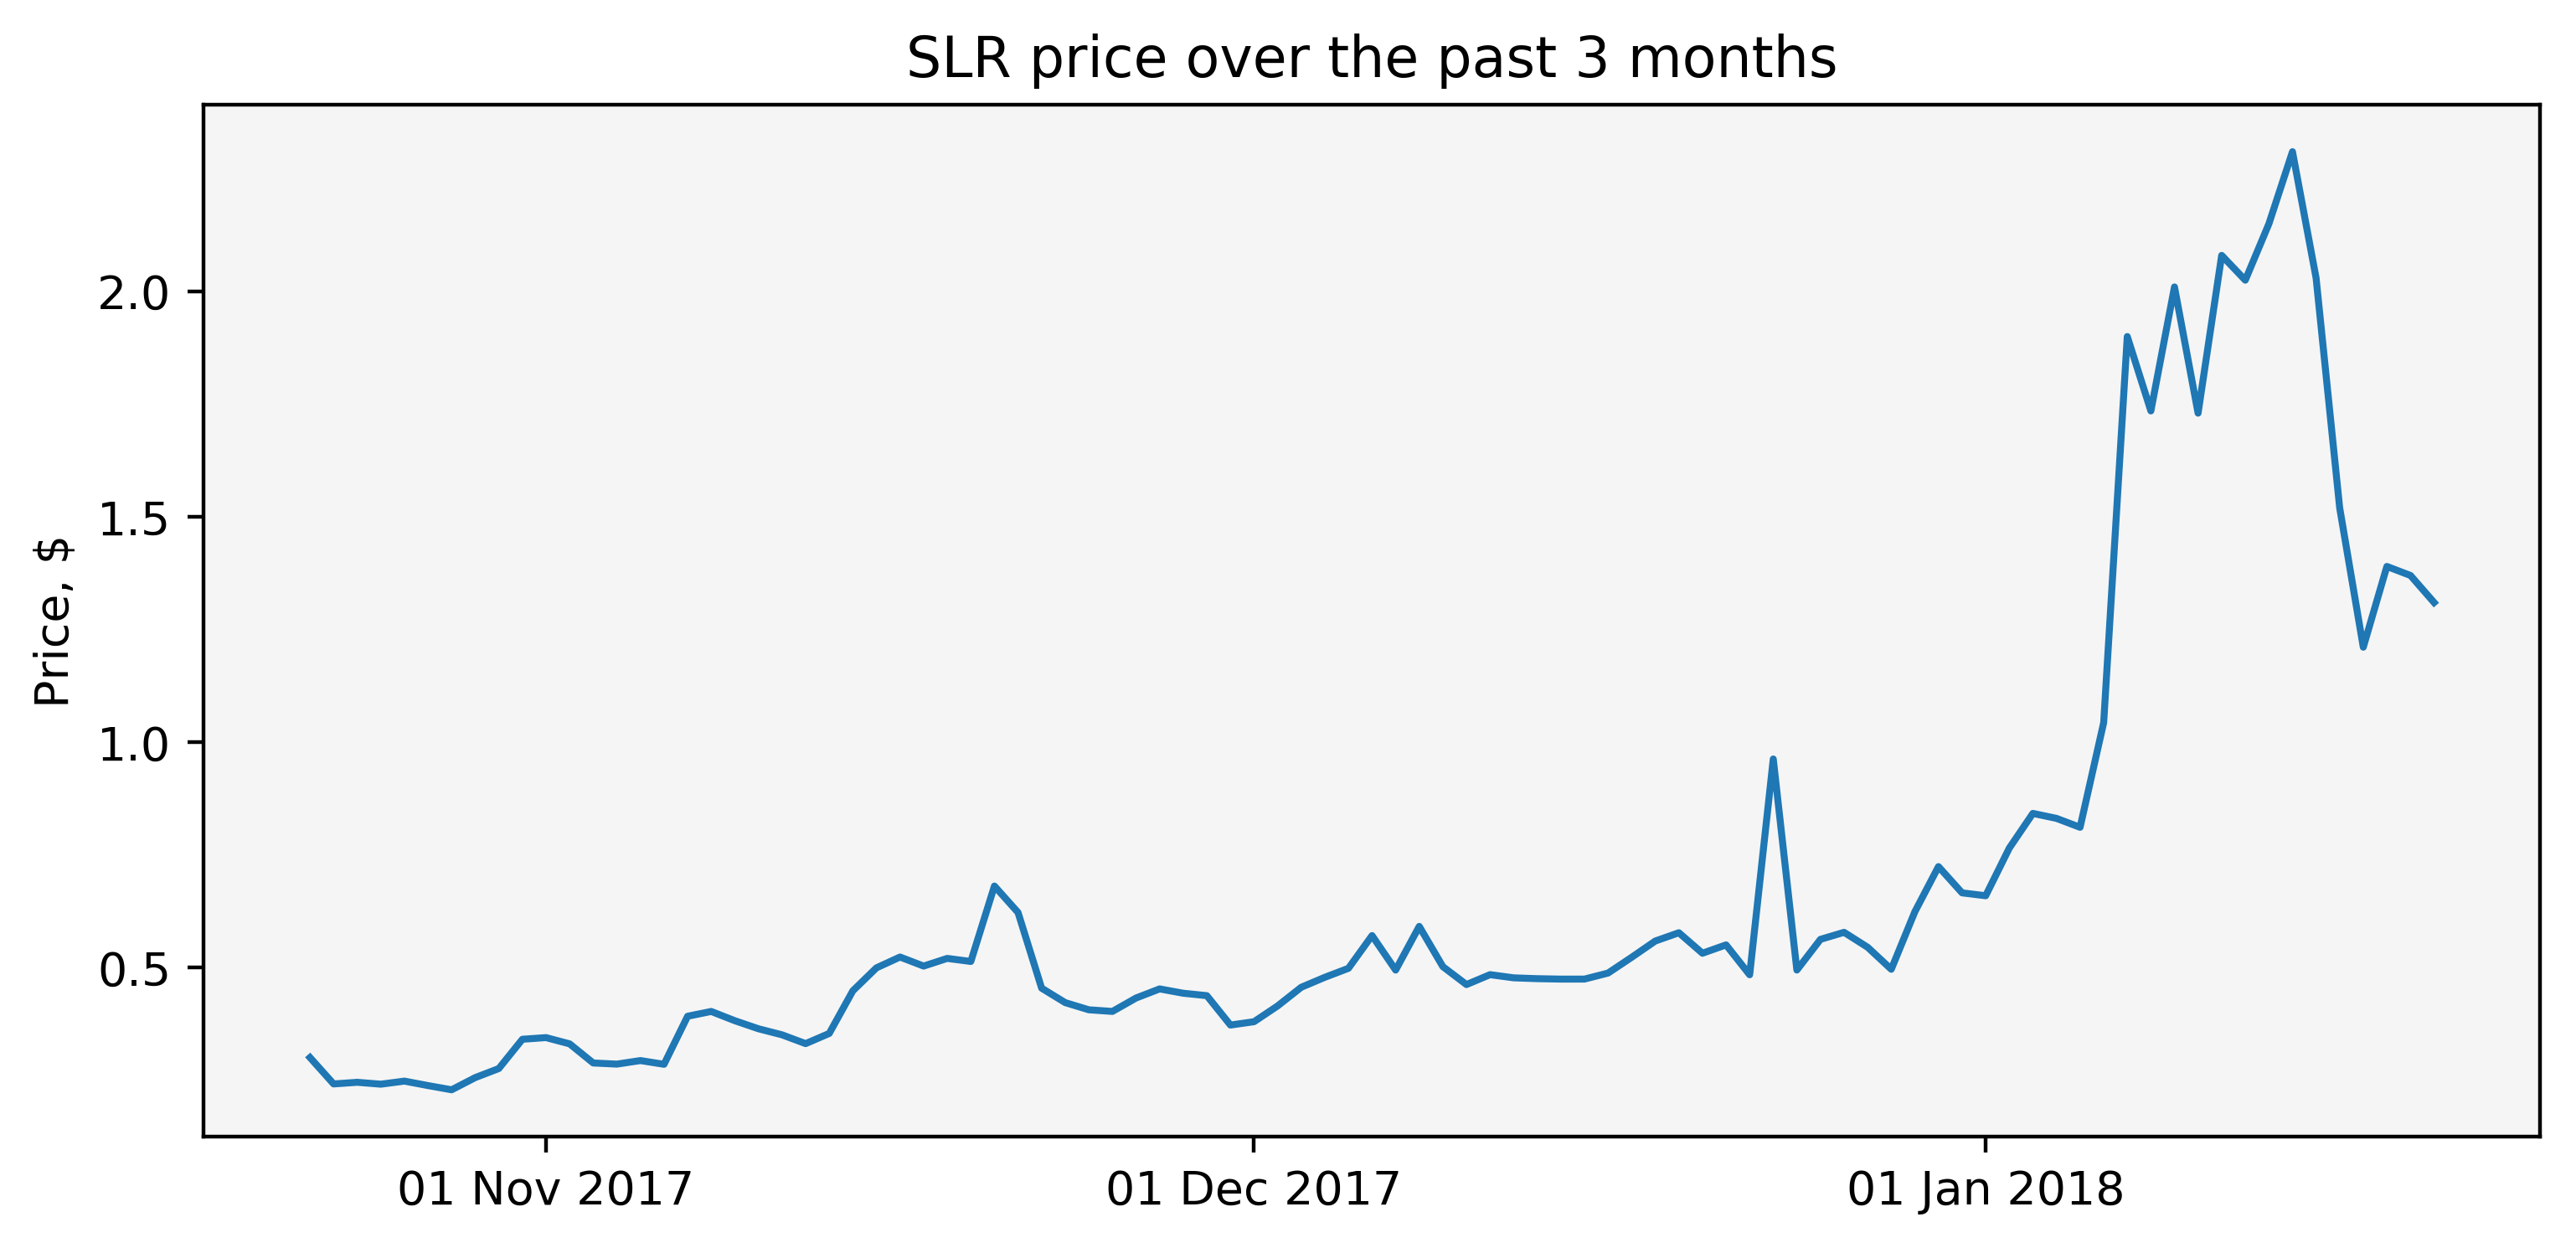 SLR price over the past 3 months
Price, $
2.0
1.5
1.0
0.5
01 Nov 2017
01 Dec 2017
01 Jan 2018